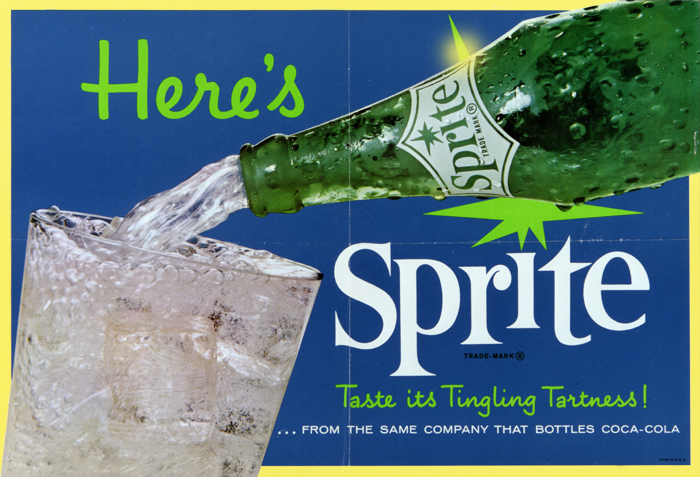 Here's
Sprite
TRADE MARK ®
Sprite
TRADE-MARK ®
Taste its Tingling Tartness!
... FROM THE SAME COMPANY THAT BOTTLES COCA-COLA